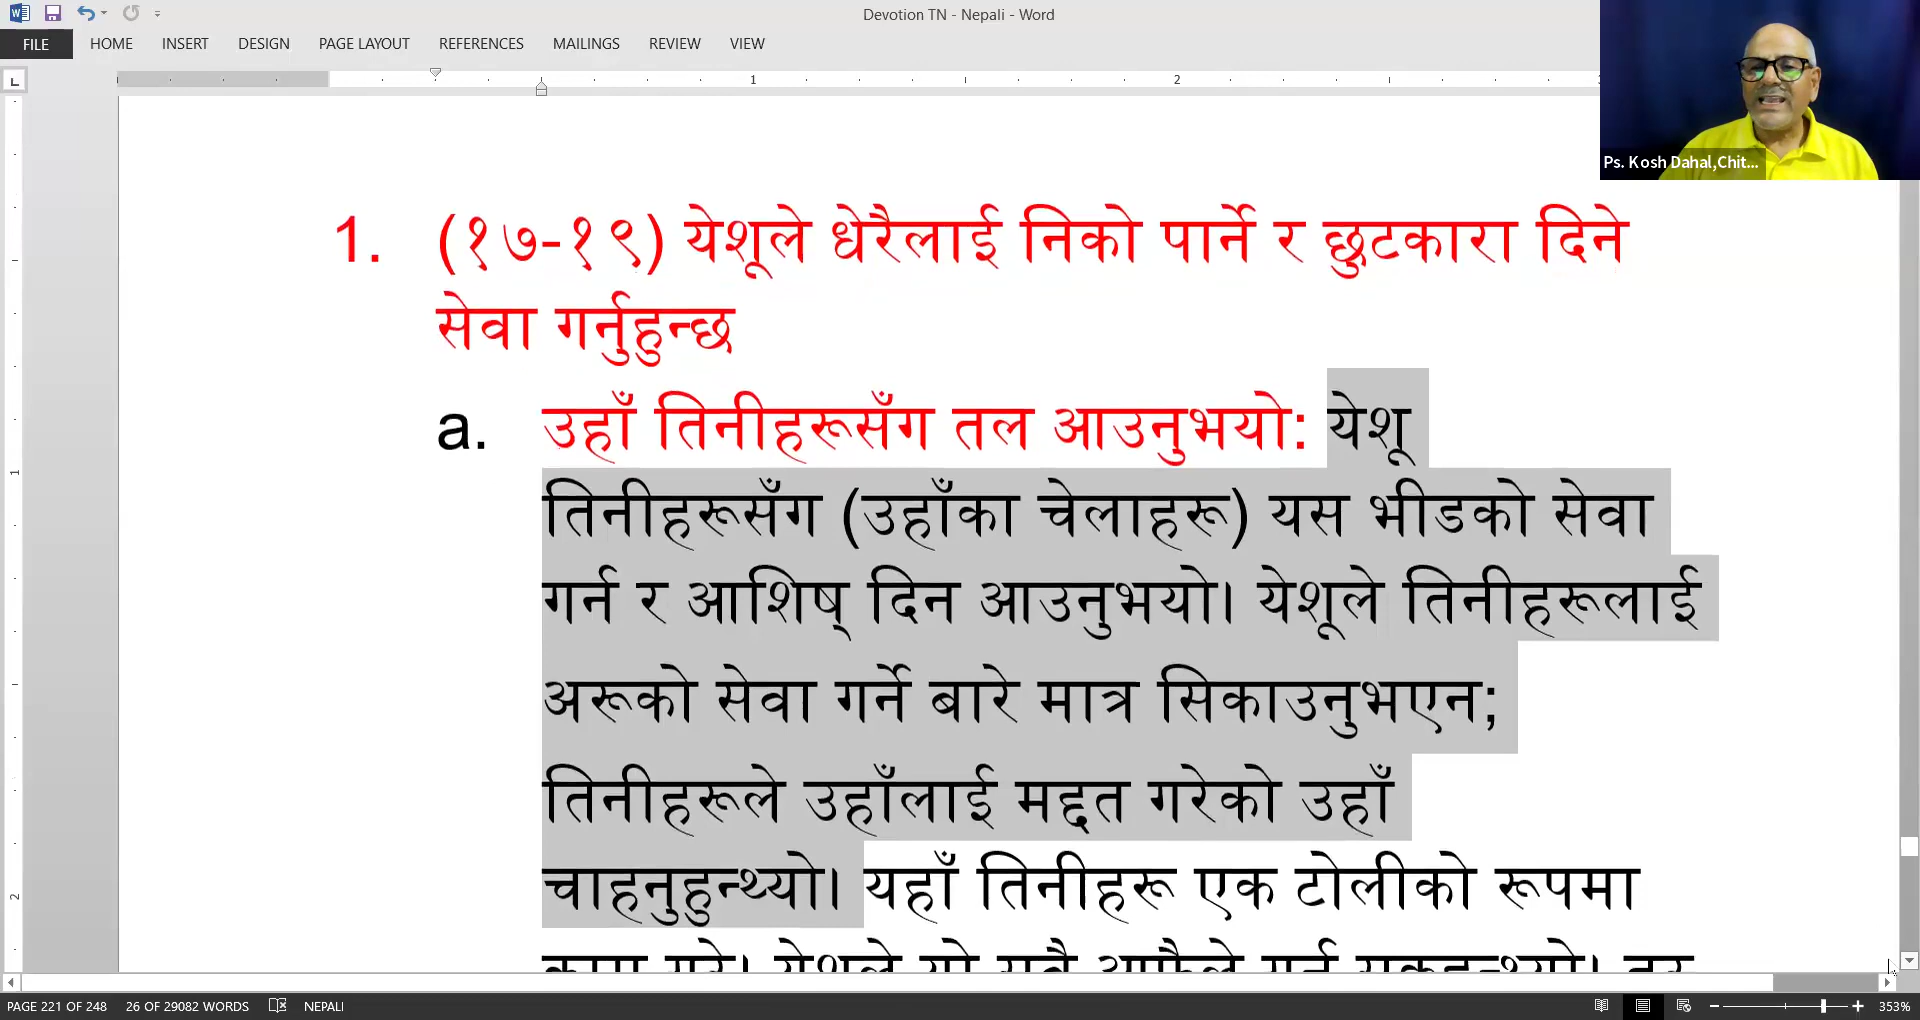 Devotion TN - Nepali - Word
FILE HOME INSERT DESIGN PAGE LAYOUT REFERENCES MAILINGS REVIEW VIEW
1 2
Ps. Kosh Dahal,Chit...
1. (१७-१९) येशूले धेरैलाई निको पार्ने र छुटकारा दिने
सेवा गर्नुहुन्छ
a. उहाँ तिनीहरूसँग तल आउनुभयो: येशू
तिनीहरूसँग (उहाँका चेलाहरू) यस भीडको सेवा
गर्न र आशिष् दिन आउनुभयो। येशूले तिनीहरूलाई
अरूको सेवा गर्ने बारे मात्र सिकाउनुभएन;
तिनीहरूले उहाँलाई मद्दत गरेको उहाँ
चाहनुहुन्थ्यो। यहाँ तिनीहरू एक टोलीको रूपमा
PAGE 221 OF 248 26 OF 29082 WORDS NEPALI 353%